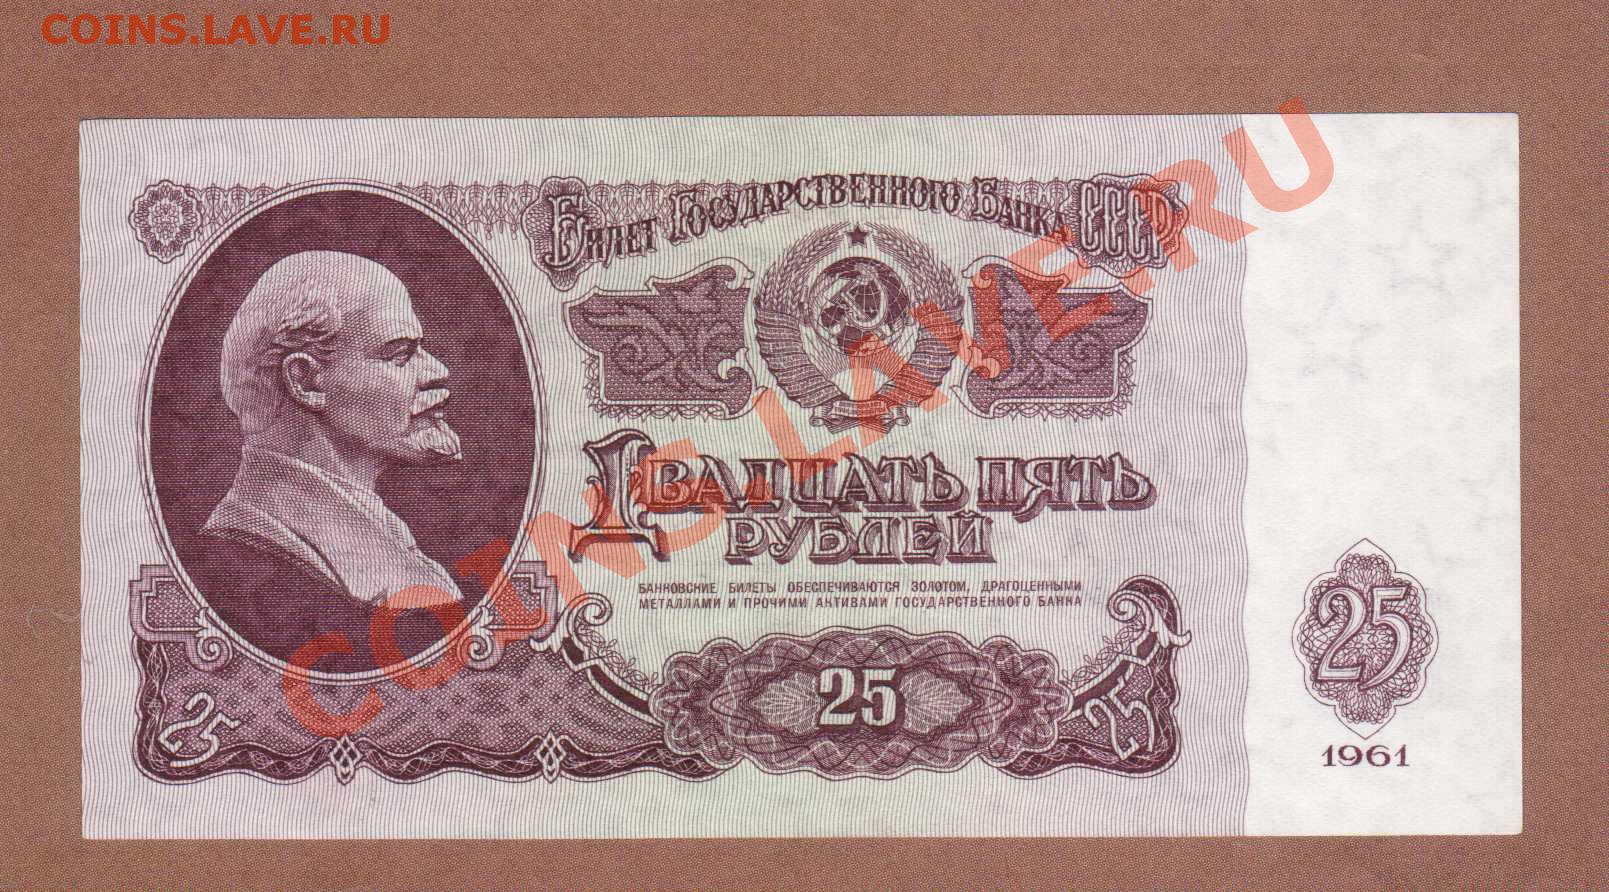 COINS.LAVE.RU
Билет Государственного Банка СССР
Двадцать пять
рублей
БАНКОВСКИЕ БИЛЕТЫ ОБЕСПЕЧИВАЮТСЯ ЗОЛОТОМ, ДРАГОЦЕННЫМИ
МЕТАЛЛАМИ И ПРОЧИМИ АКТИВАМИ ГОСУДАРСТВЕННОГО БАНКА
25
25
25
25
1961
COINS.LAVE.RU